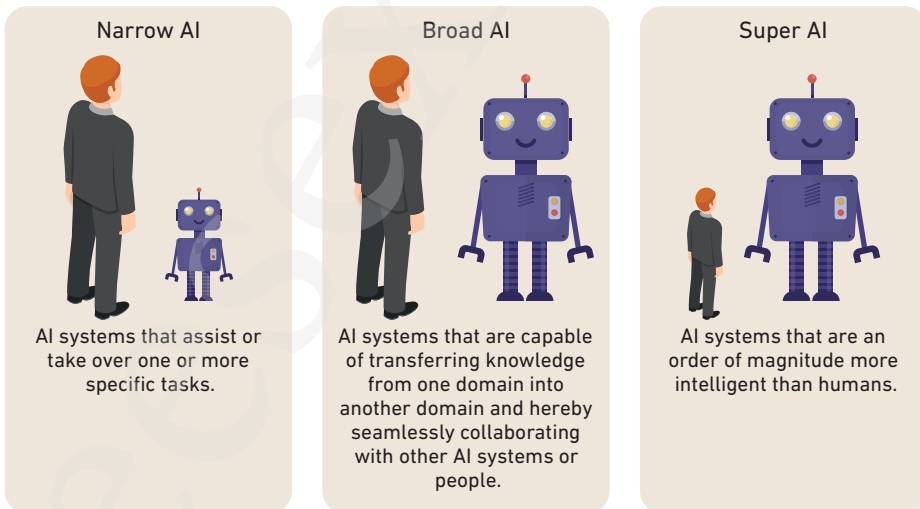 Narrow AI
AI systems that assist or
take over one or more
specific tasks.
Broad AI
AI systems that are capable
of transferring knowledge
from one domain into
another domain and hereby
seamlessly collaborating
with other AI systems or
people.
Super AI
AI systems that are an
order of magnitude more
intelligent than humans.